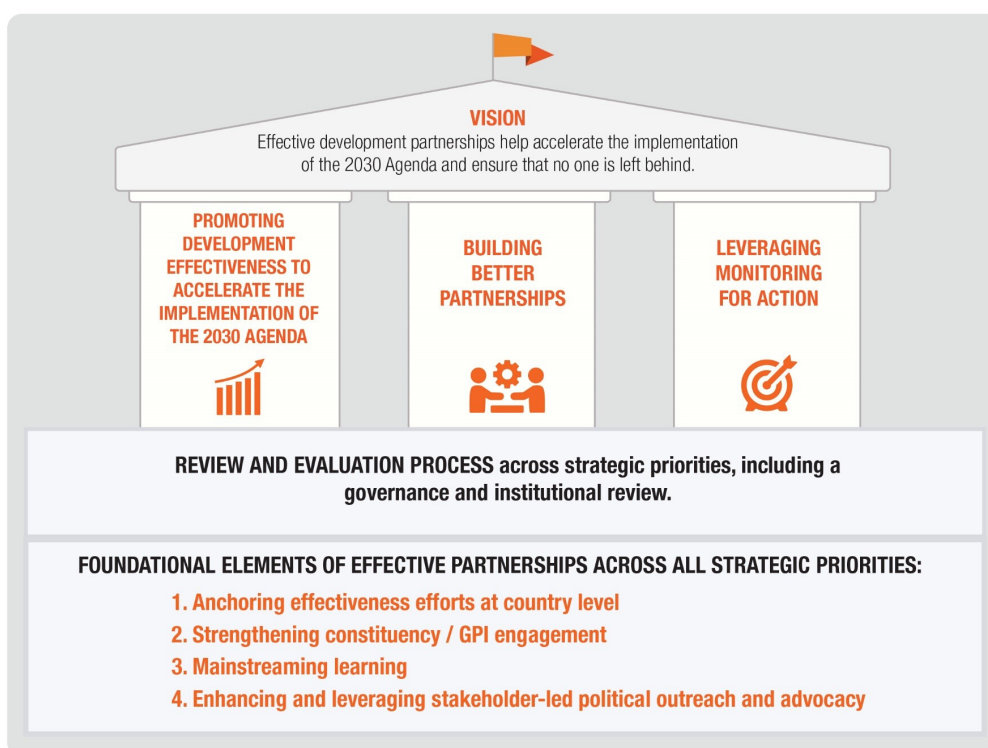 VISION
Effective development partnerships help accelerate the implementation
of the 2030 Agenda and ensure that no one is left behind.
PROMOTING
DEVELOPMENT
EFFECTIVENESS TO
ACCELERATE THE
IMPLEMENTATION OF
THE 2030 AGENDA
BUILDING
BETTER
PARTNERSHIPS
LEVERAGING
MONITORING
FOR ACTION
REVIEW AND EVALUATION PROCESS across strategic priorities, including a
governance and institutional review.
FOUNDATIONAL ELEMENTS OF EFFECTIVE PARTNERSHIPS ACROSS ALL STRATEGIC PRIORITIES:
1. Anchoring effectiveness efforts at country level
2. Strengthening constituency / GPI engagement
3. Mainstreaming learning
4. Enhancing and leveraging stakeholder-led political outreach and advocacy